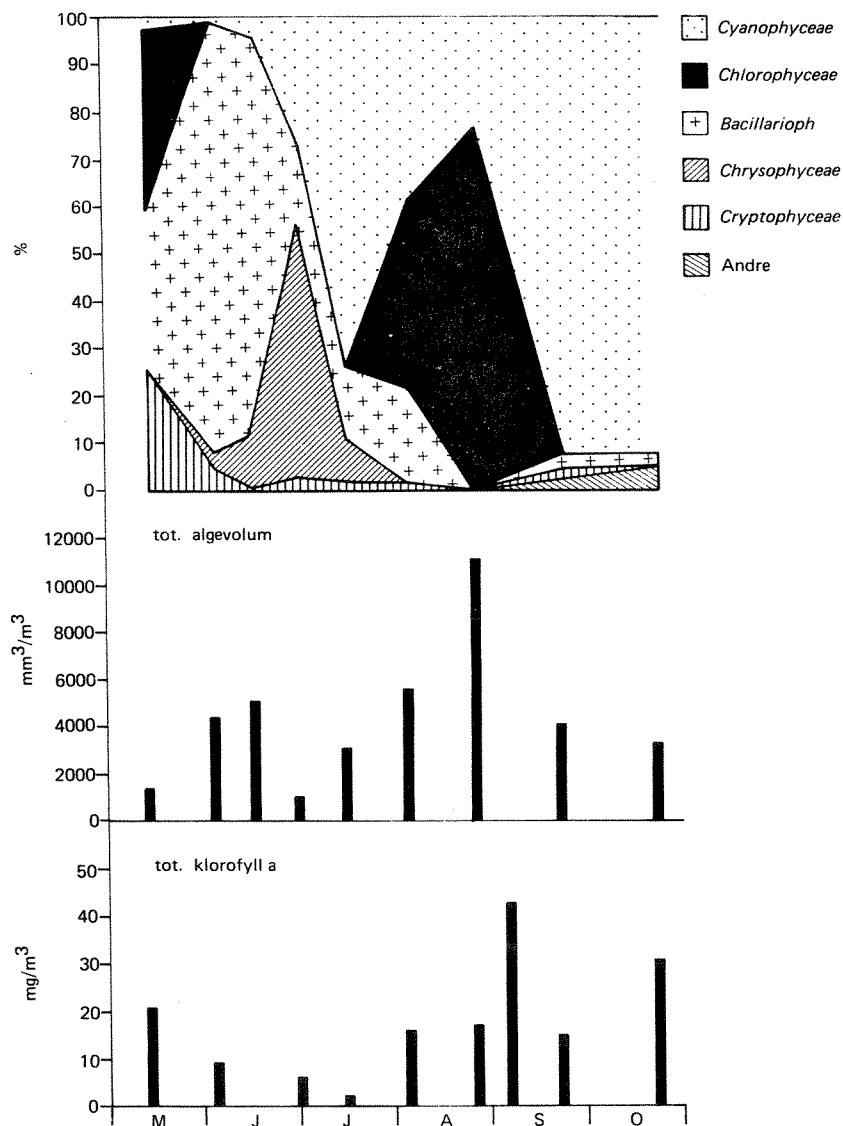 100
90
80
70
60
50
40
30
20
10
0
%
Cyanophyceae
Chlorophyceae
Bacillarioph
Chrysophyceae
Cryptophyceae
Andre
tot. algevolum
12000
10000
8000
6000
4000
2000
0
mm³/m³
tot. klorofyll a
50
40
30
20
10
0
mg/m³
M J J A S O